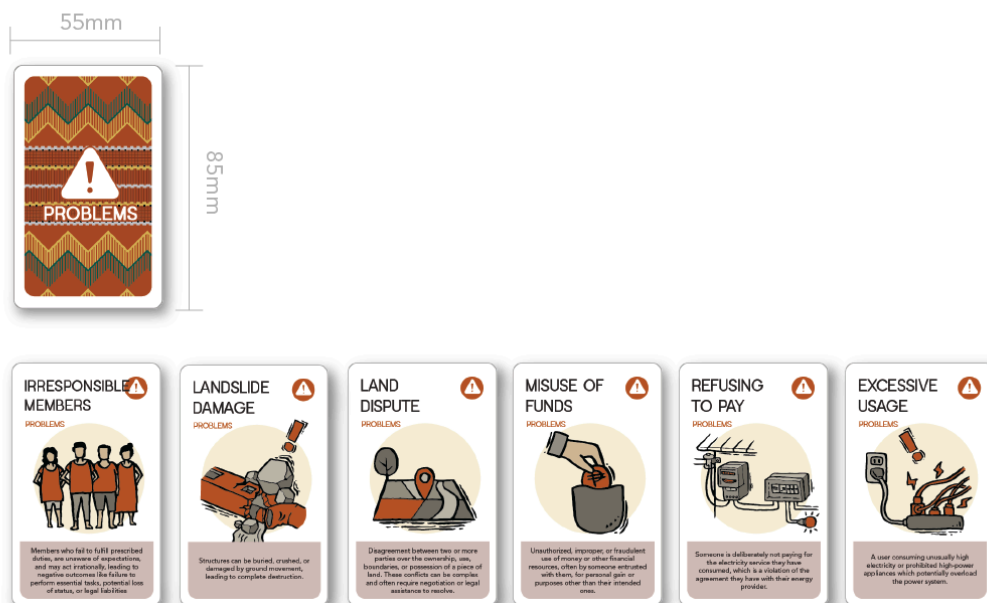 55mm
85mm
PROBLEMS
IRRESPONSIBLE
MEMBERS
PROBLEMS
Members who fail to fulfill prescribed
duties, are unaware of expectations,
and may act irrationally, leading to
negative outcomes like failure to
perform essential tasks, potential loss
of status, or legal liabilities
LANDSLIDE
DAMAGE
PROBLEMS
Structures can be buried, crushed, or
damaged by ground movement,
leading to complete destruction.
LAND
DISPUTE
PROBLEMS
Disagreement between two or more
parties over the ownership, use,
boundaries, or possession of a piece of
land. These conflicts can be complex
and often require negotiation or legal
assistance to resolve.
MISUSE OF
FUNDS
PROBLEMS
Unauthorized, improper, or fraudulent
use of money or other financial
resources, often by someone entrusted
with them, for personal gain or
purposes other than their intended
ones.
REFUSING
TO PAY
PROBLEMS
Someone is deliberately not paying for
the electricity service they have
consumed, which is a violation of the
agreement they have with their energy
provider.
EXCESSIVE
USAGE
PROBLEMS
A user consuming unusually high
electricity or prohibited high-power
appliances which potentially overload
the power system.